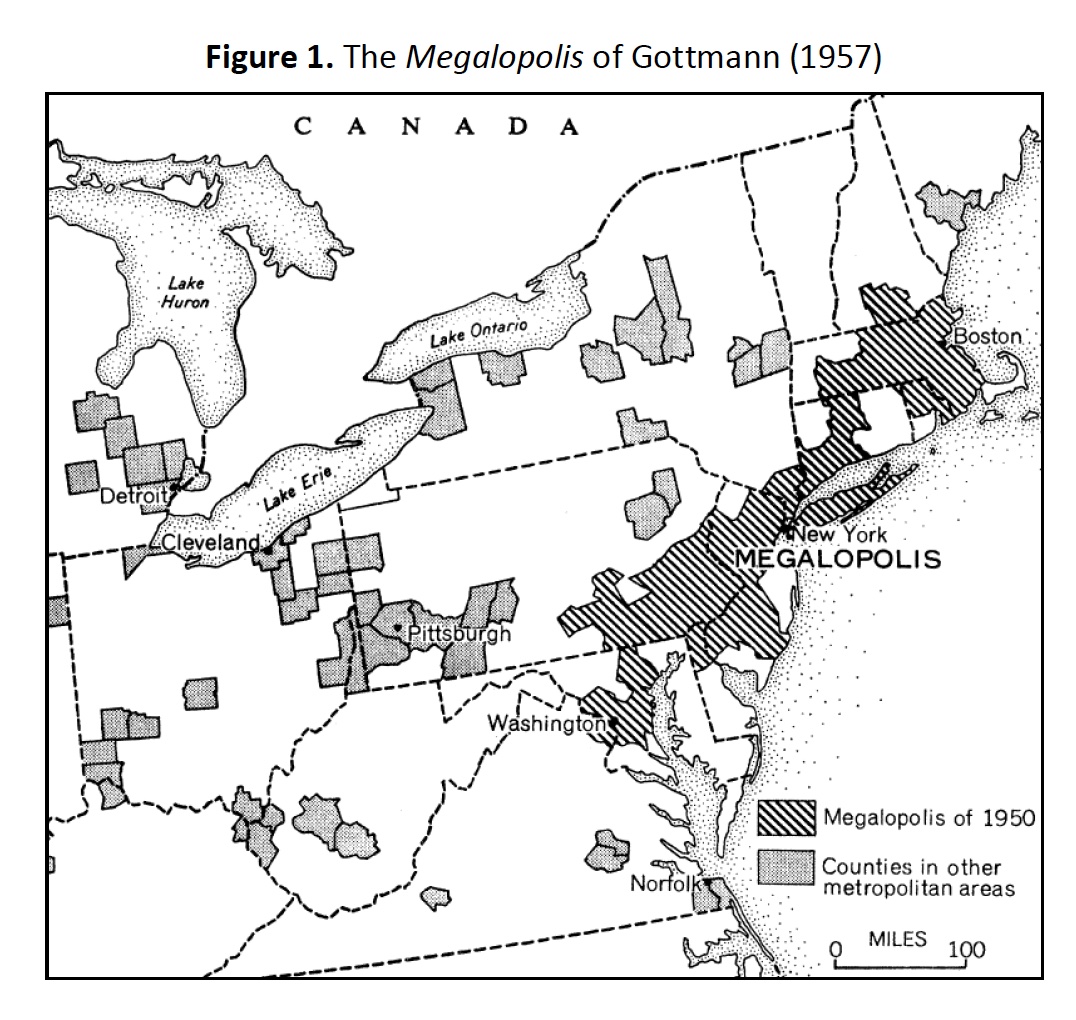 Figure 1. The Megalopolis of Gottmann (1957)
CANADA
Lake
Huron
Lake Ontario
Boston
Detroit
Lake Erie
Cleveland
New York
MEGALOPOLIS
Pittsburgh
Washington
Megalopolis of 1950
Counties in other
metropolitan areas
Norfolk
MILES
0 100